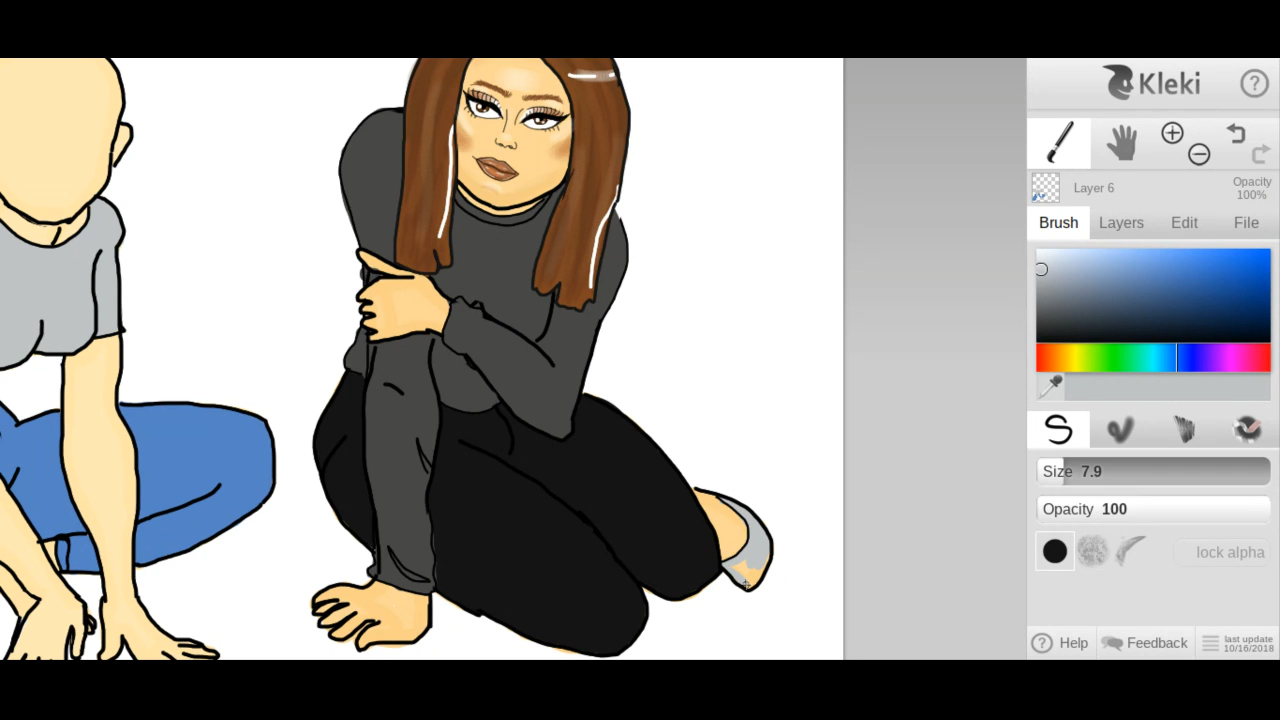 Kleki
Layer 6
Opacity
100%
Brush Layers Edit File
Size 7.9
Opacity 100
lock alpha
Help Feedback last update
10/16/2018